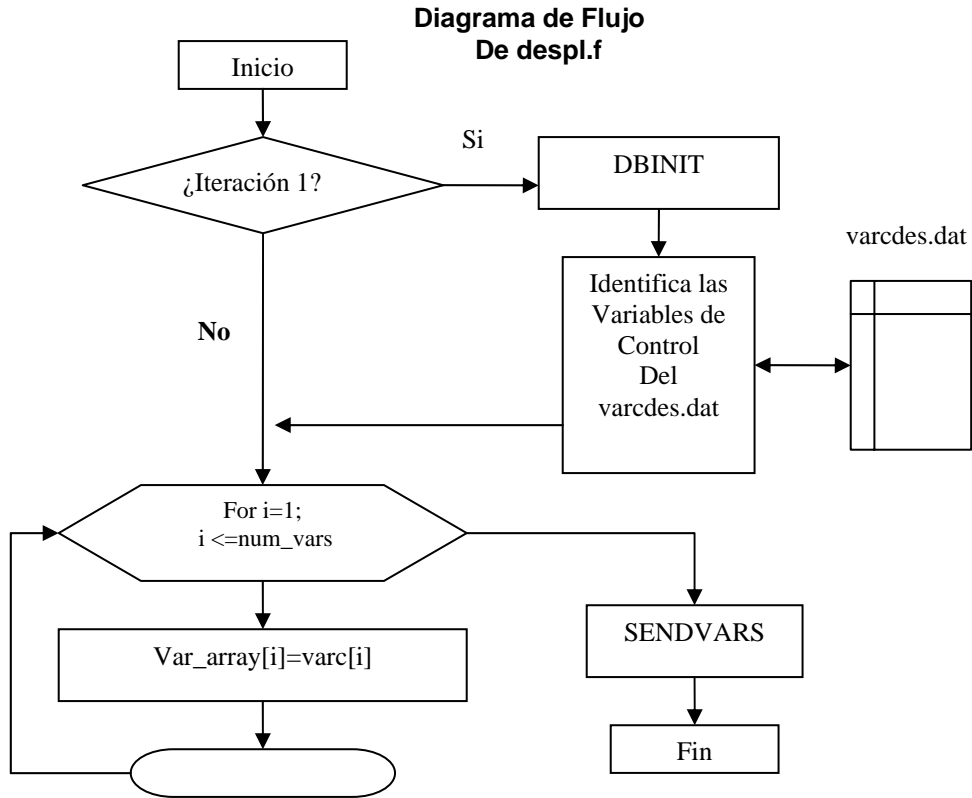 Diagrama de Flujo
De despl.f
Inicio
Si
¿Iteración 1?
DBINIT
varcdes.dat
Identifica las
Variables de
Control
Del
varcdes.dat
No
For i=1;
i <=num_vars
Var_array[i]=varc[i]
SENDVARS
Fin